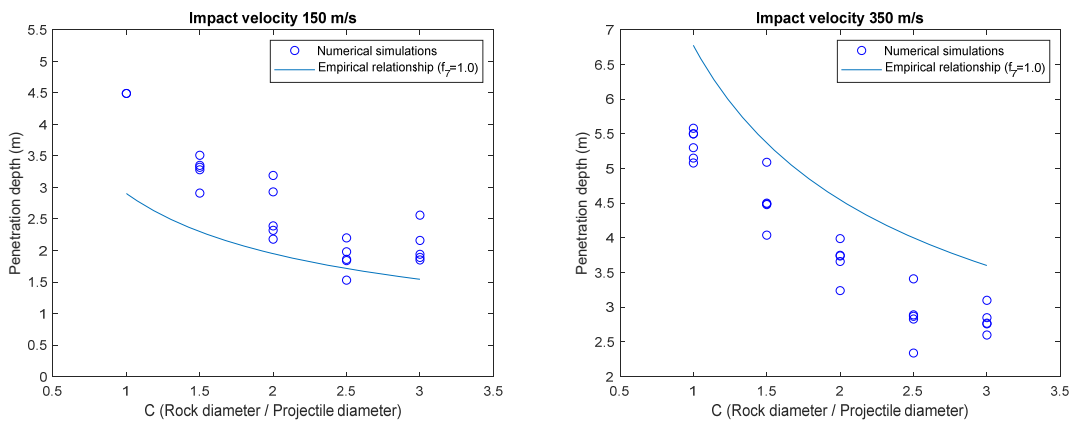 Impact velocity 150 m/s
Numerical simulations
Empirical relationship (f7=1.0)
Penetration depth (m)
5.5
5
4.5
4
3.5
3
2.5
2
1.5
1
0.5
0
0.5 1 1.5 2 2.5 3 3.5
C (Rock diameter / Projectile diameter)
Impact velocity 350 m/s
Numerical simulations
Empirical relationship (f7=1.0)
Penetration depth (m)
7
6.5
6
5.5
5
4.5
4
3.5
3
2.5
2
0.5 1 1.5 2 2.5 3 3.5
C (Rock diameter / Projectile diameter)